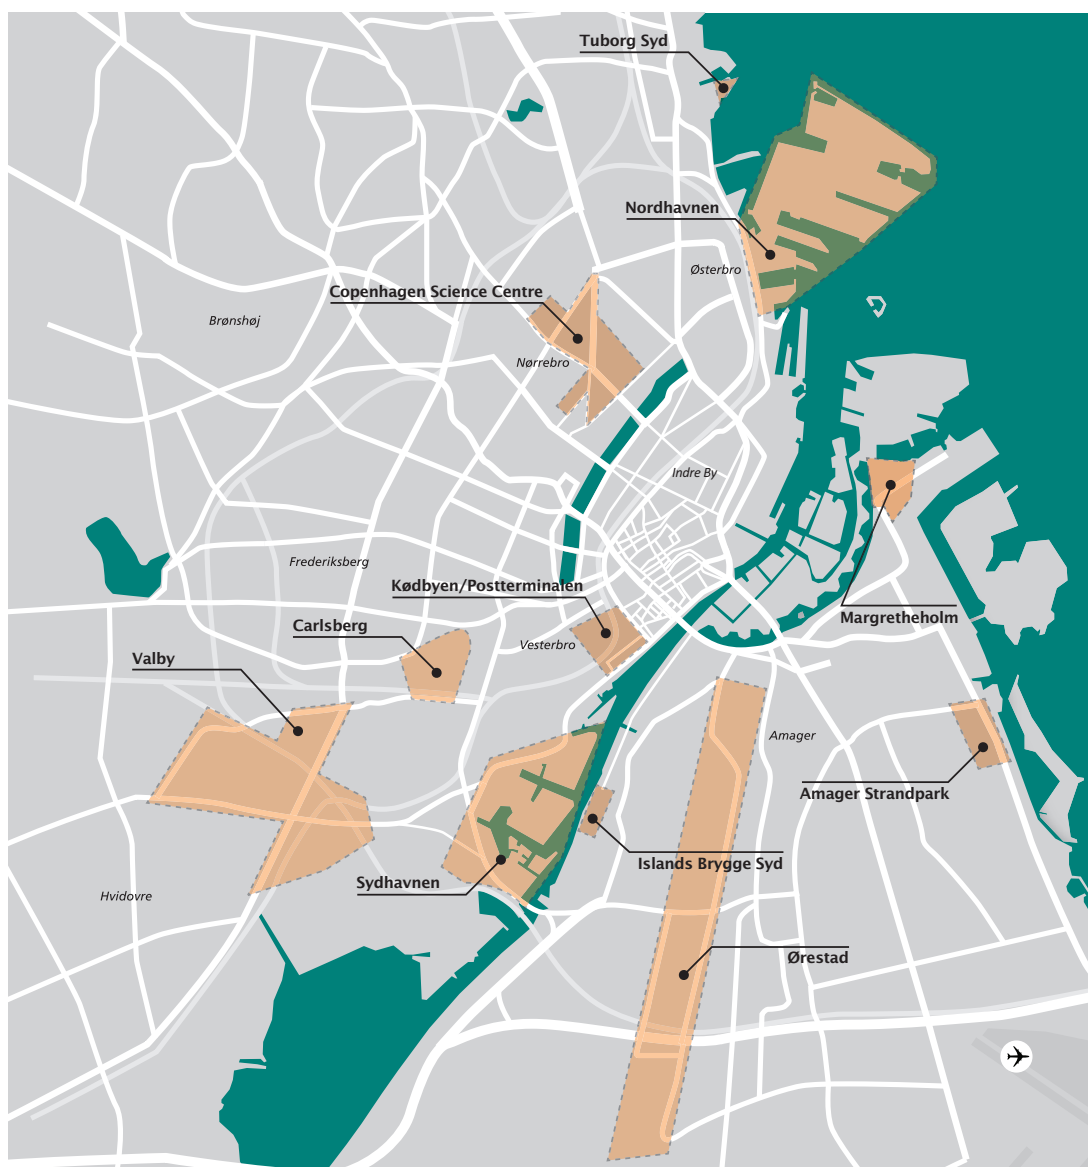 Tuborg Syd
Nordhavnen
Østerbro
Copenhagen Science Centre
Brønshøj
Nørrebro
Indre By
Frederiksberg
Kødbyen/Postterminalen
Margretheholm
Carlsberg
Vesterbro
Valby
Amager
Amager Strandpark
Islands Brygge Syd
Sydhavnen
Hvidovre
Ørestad